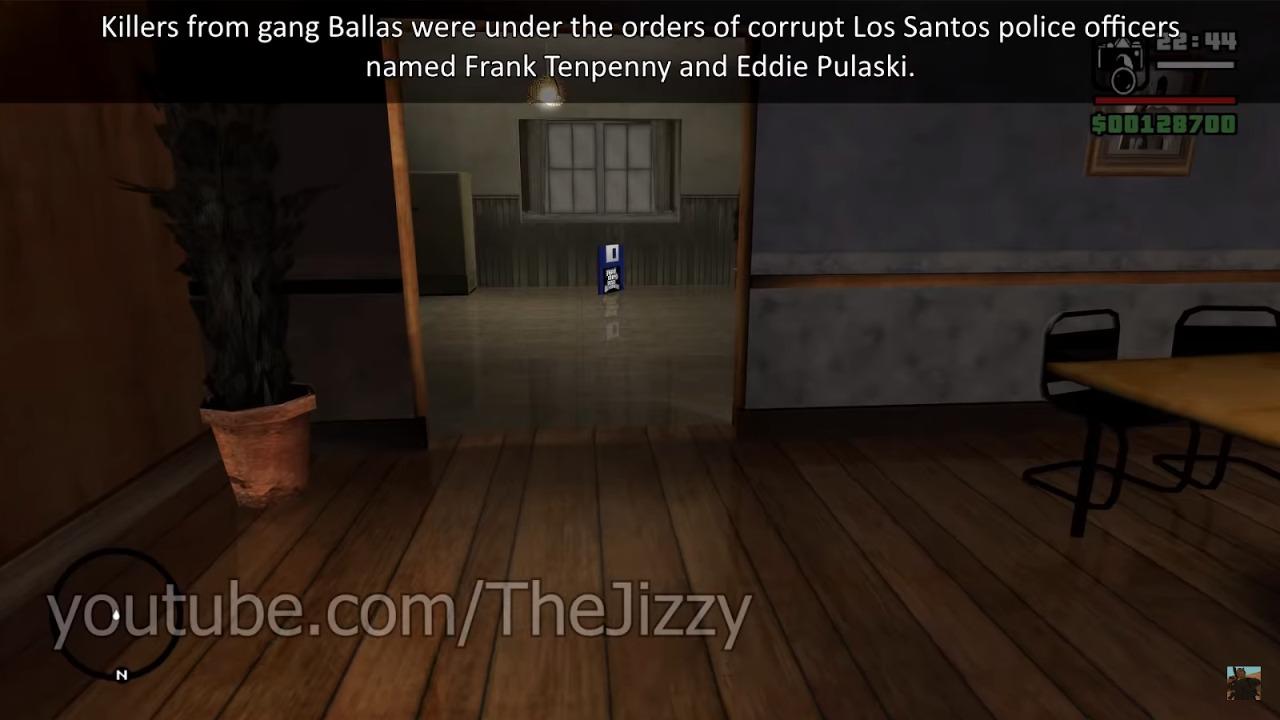 Killers from gang Ballas were under the orders of corrupt Los Santos police officers
named Frank Tenpenny and Eddie Pulaski.
22:44
$00128700
youtube.com/TheJizzy
N